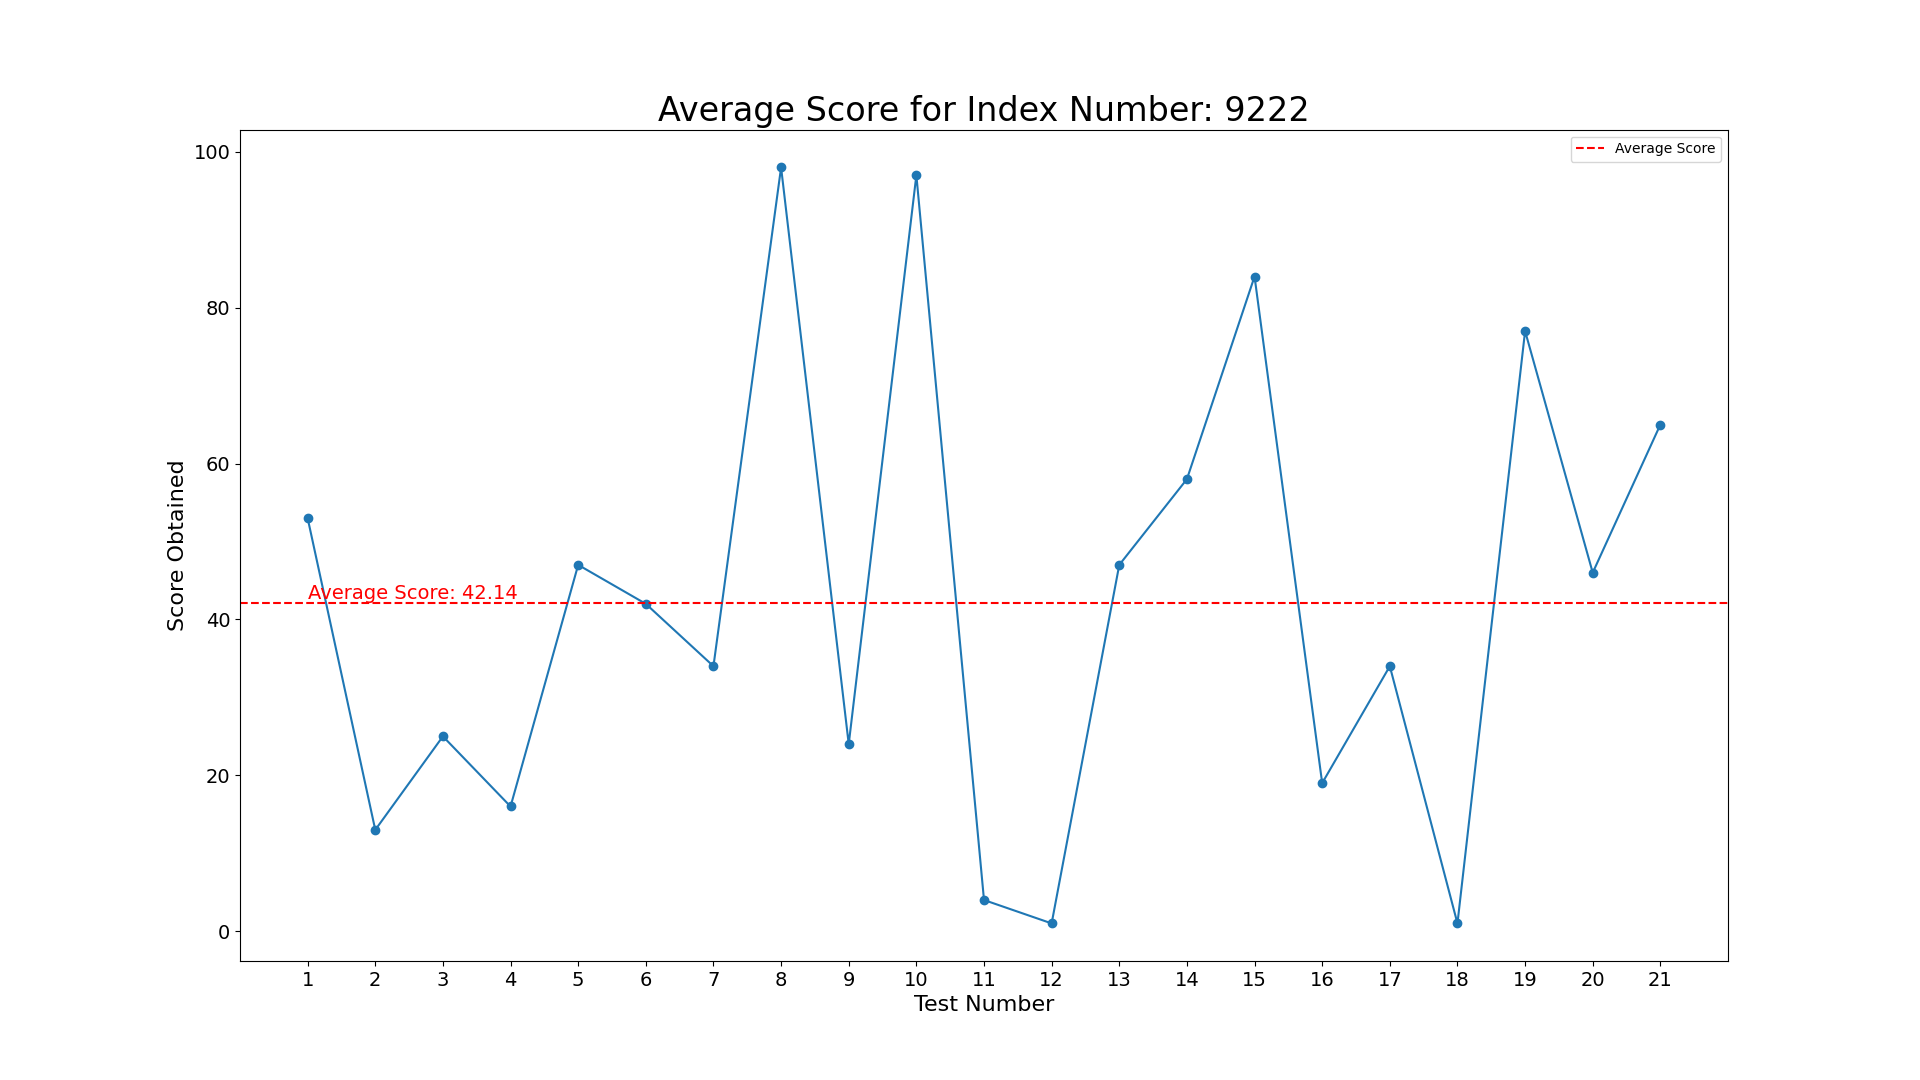 Average Score for Index Number: 9222
Average Score
100
80
60
40
20
0
Score Obtained
Average Score: 42.14
1 2 3 4 5 6 7 8 9 10 11 12 13 14 15 16 17 18 19 20 21
Test Number